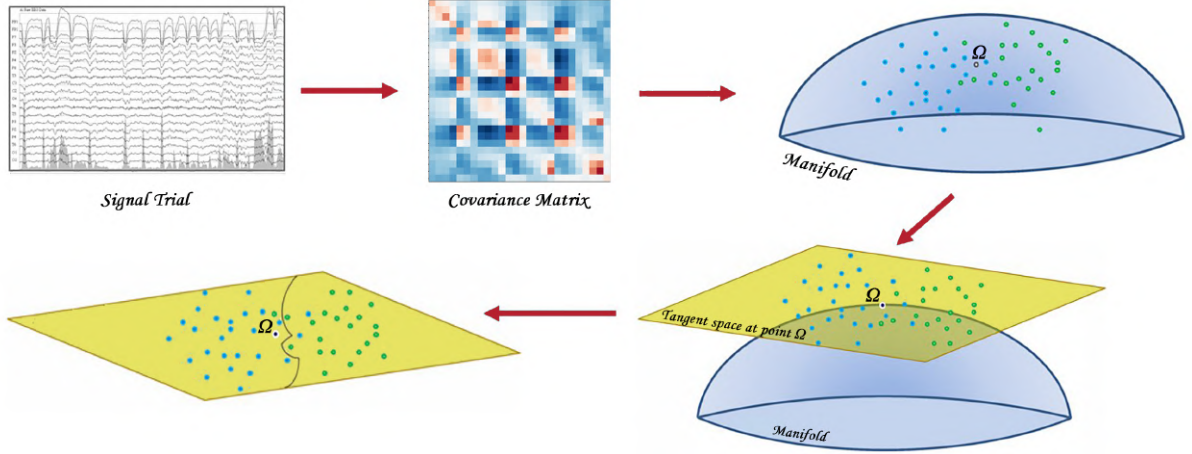 Signal Trial
Covariance Matrix
Ω
Manifold
Ω
Tangent space at point Ω
Manifold
Ω